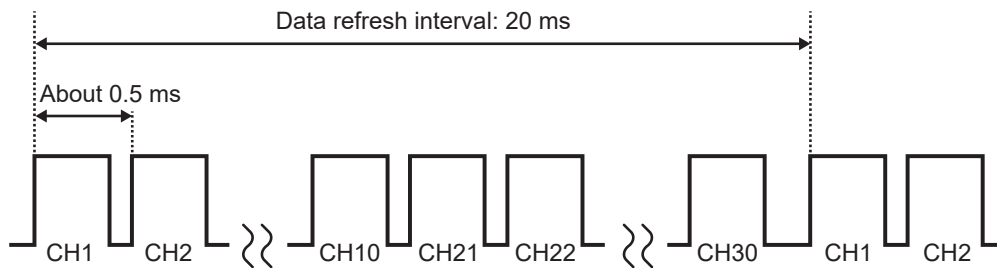 Data refresh interval: 20 ms
About 0.5 ms
CH1 CH2 CH10 CH21 CH22 CH30 CH1 CH2